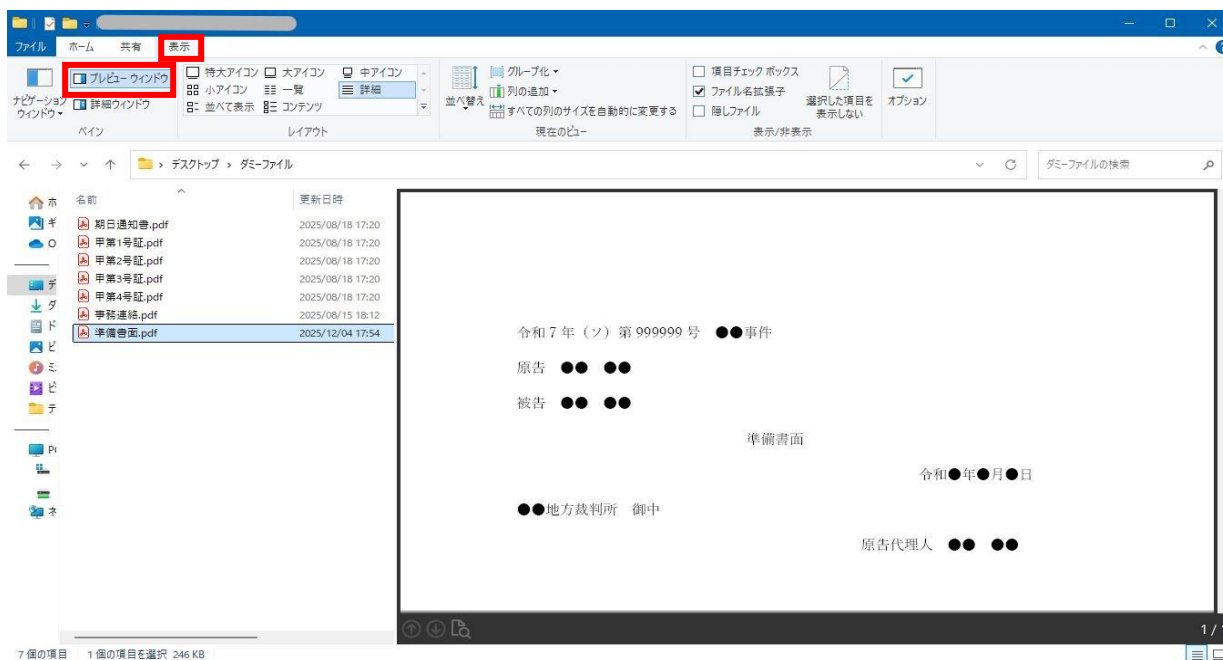 ファイル ホーム 共有 表示
ナビゲーション ウィンドウ
プレビュー ウィンドウ
詳細ウィンドウ
ペイン
特大アイコン 大アイコン 中アイコン
小アイコン 一覧 詳細
並べて表示 コンテンツ
レイアウト
並べ替え
グループ化
列の追加
すべての列のサイズを自動的に変更する
現在のビュー
項目チェック ボックス
ファイル名拡張子
隠しファイル
選択した項目を表示しない
表示/非表示
オプション
デスクトップ › ダミーファイル
ダミーファイルの検索
名前 更新日時
期日通知書.pdf 2025/08/18 17:20
甲第1号証.pdf 2025/08/18 17:20
甲第2号証.pdf 2025/08/18 17:20
甲第3号証.pdf 2025/08/18 17:20
甲第4号証.pdf 2025/08/18 17:20
事務連絡.pdf 2025/08/15 18:12
準備書面.pdf 2025/12/04 17:54
ホ
ギ
O
デ
ダ
ド
ピ
ミ
ビ
デ
PC
ネ
令和7年(ソ)第999999号 ●●事件
原告 ●● ●●
被告 ●● ●●
準備書面
令和●年●月●日
●●地方裁判所 御中
原告代理人 ●● ●●
1 /
7 個の項目 1 個の項目を選択 246 KB